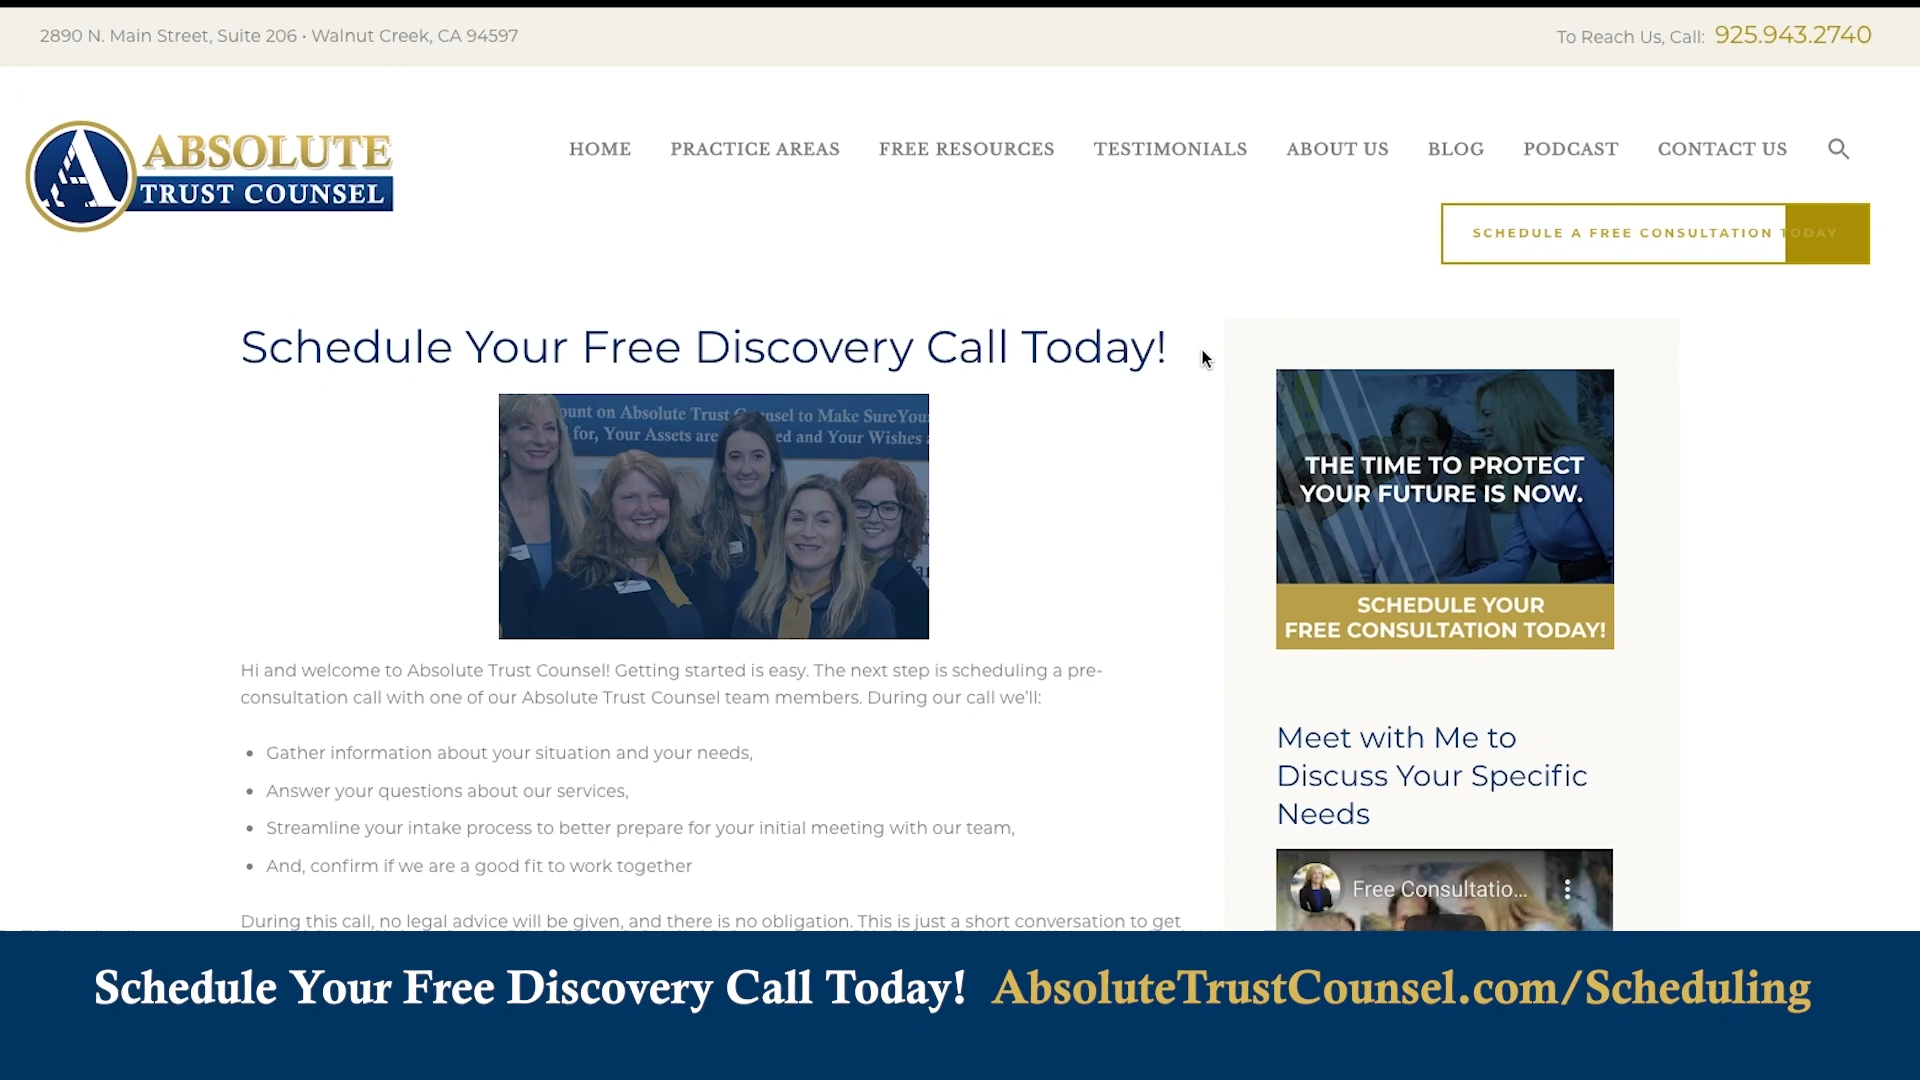 2890 N. Main Street, Suite 206 • Walnut Creek, CA 94597
To Reach Us, Call: 925.943.2740
ABSOLUTE
TRUST COUNSEL
HOME PRACTICE AREAS FREE RESOURCES TESTIMONIALS ABOUT US BLOG PODCAST CONTACT US
SCHEDULE A FREE CONSULTATION TODAY
Schedule Your Free Discovery Call Today!
ount on Absolute Trust Counsel to Make Sure Your
for, Your Assets are ed and Your Wishes
Hi and welcome to Absolute Trust Counsel! Getting started is easy. The next step is scheduling a pre-
consultation call with one of our Absolute Trust Counsel team members. During our call we'll:
• Gather information about your situation and your needs,
• Answer your questions about our services,
• Streamline your intake process to better prepare for your initial meeting with our team,
• And, confirm if we are a good fit to work together
During this call, no legal advice will be given, and there is no obligation. This is just a short conversation to get
THE TIME TO PROTECT
YOUR FUTURE IS NOW.
SCHEDULE YOUR
FREE CONSULTATION TODAY!
Meet with Me to
Discuss Your Specific
Needs
Free Consultatio...
Schedule Your Free Discovery Call Today! AbsoluteTrustCounsel.com/Scheduling